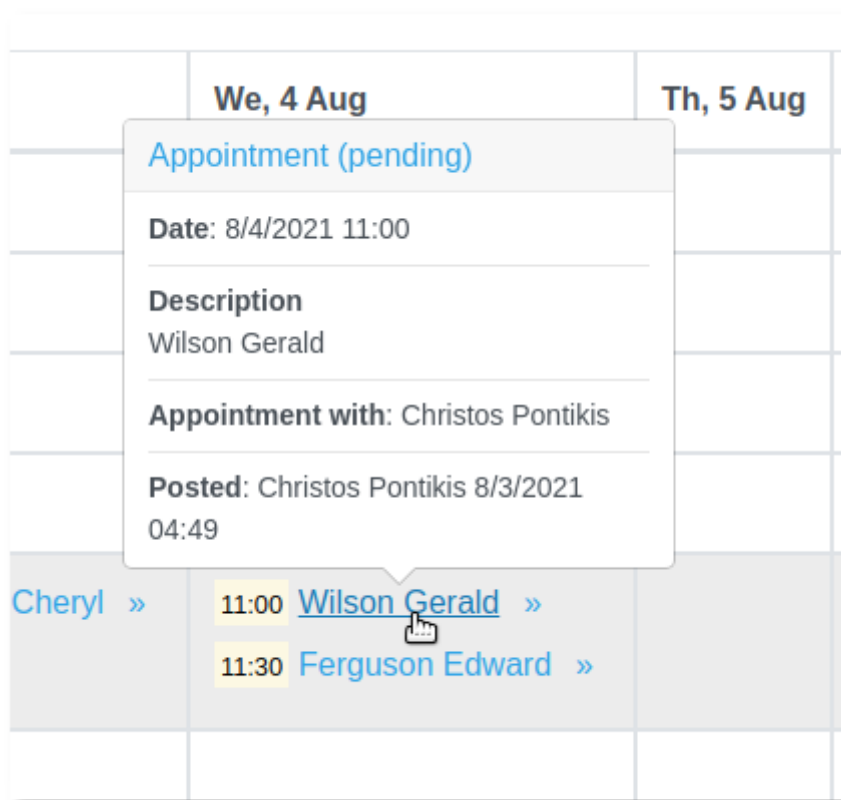 We, 4 Aug
Th, 5 Aug
Appointment (pending)
Date: 8/4/2021 11:00
Description
Wilson Gerald
Appointment with: Christos Pontikis
Posted: Christos Pontikis 8/3/2021
04:49
Cheryl »
11:00 Wilson Gerald »
11:30 Ferguson Edward »